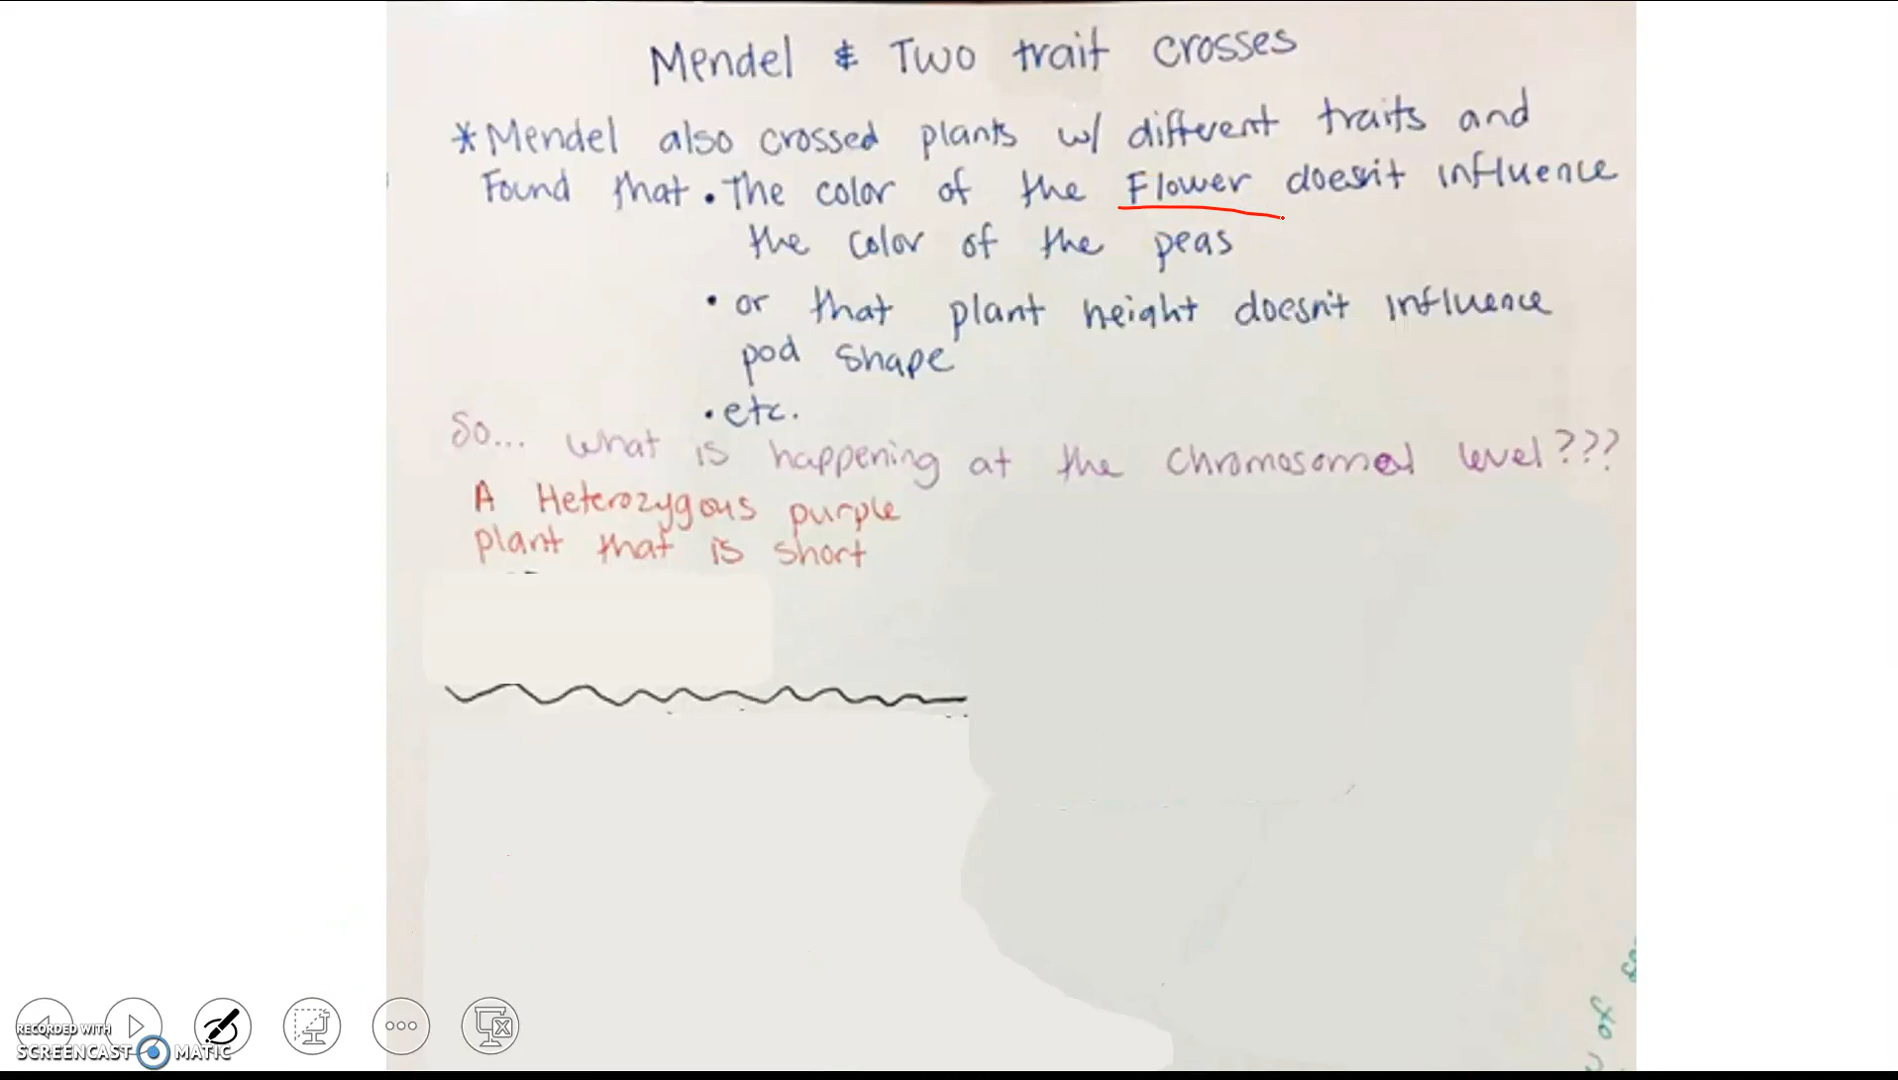 Mendel & Two trait crosses
*Mendel also crossed plants w/ different traits and
Found that • The color of the Flower doesn't influence
the color of the peas
• or that plant height doesn't influence
pod shape
• etc.
So... what is happening at the chromosomal level???
A Heterozygous purple
plant that is short
RECORDED WITH
SCREENCAST MATIC